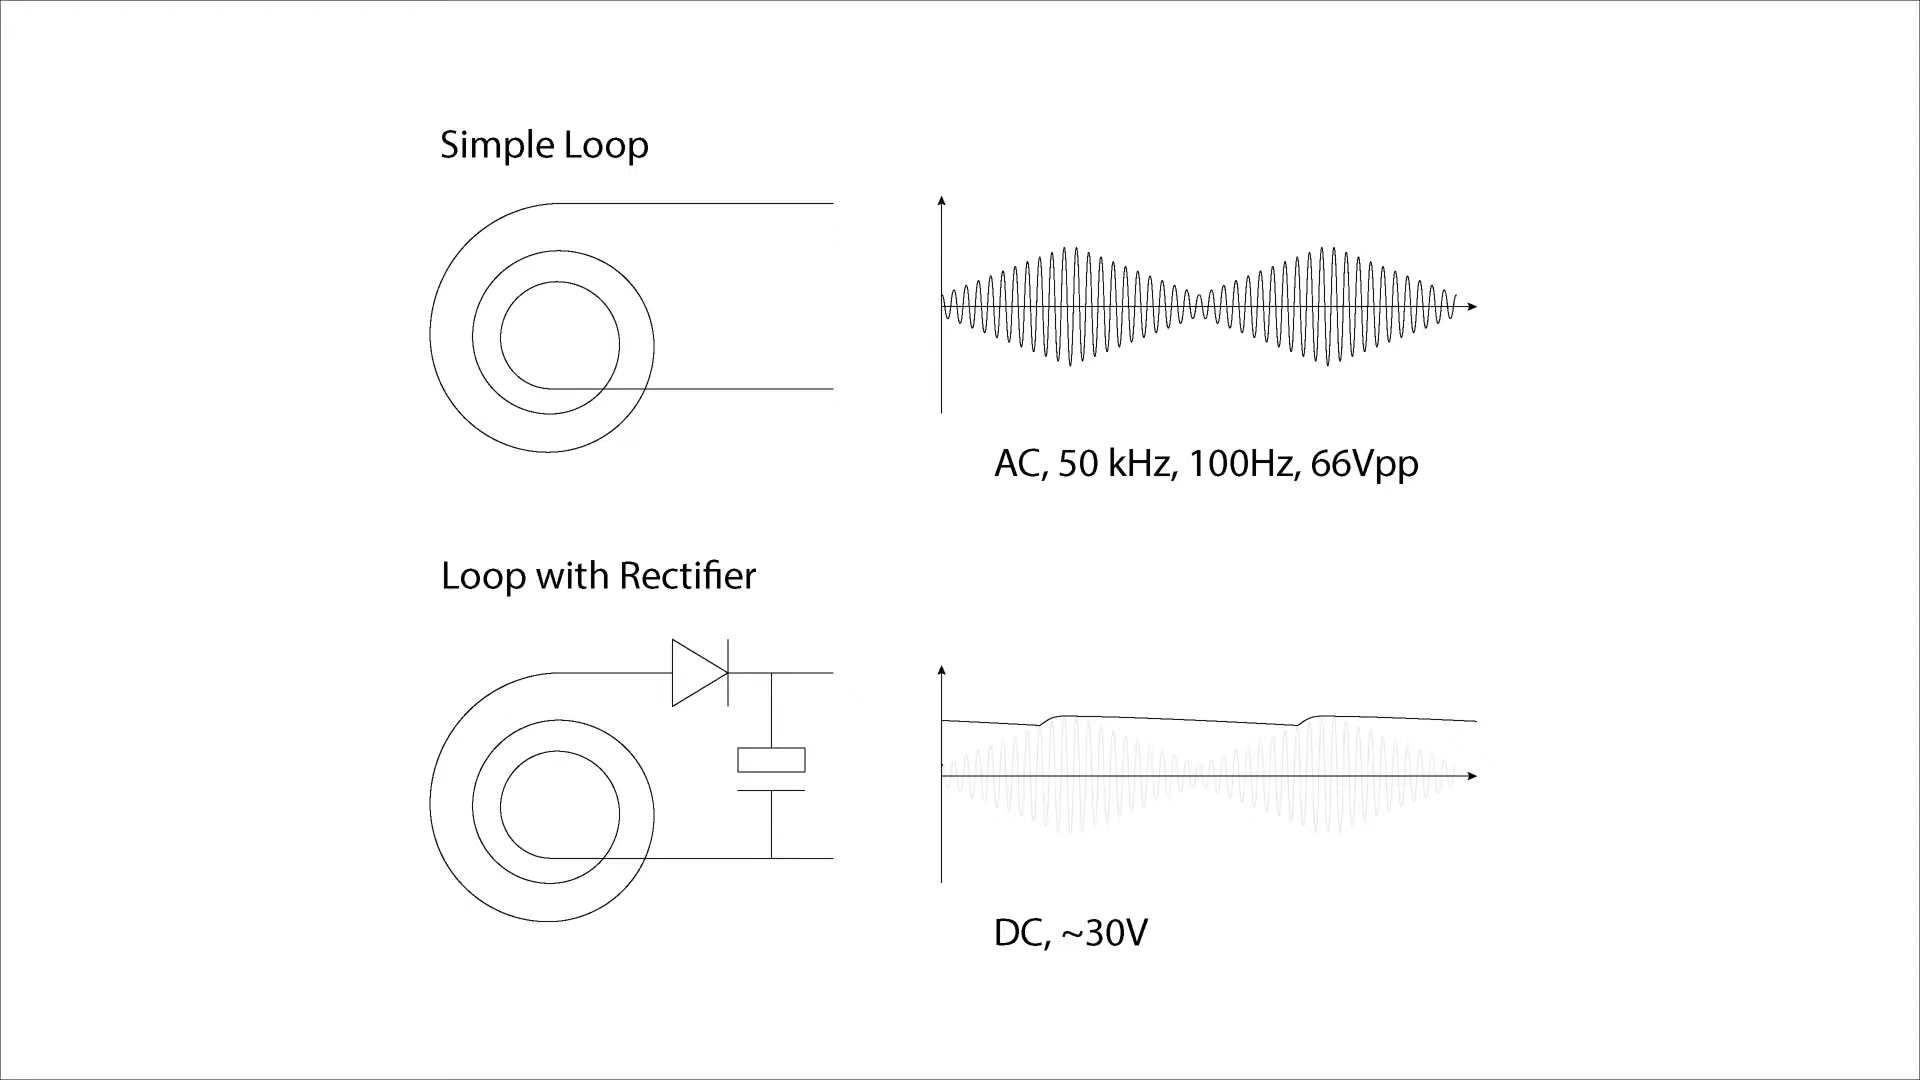 Simple Loop
AC, 50 kHz, 100Hz, 66Vpp
Loop with Rectifier
DC, ~30V